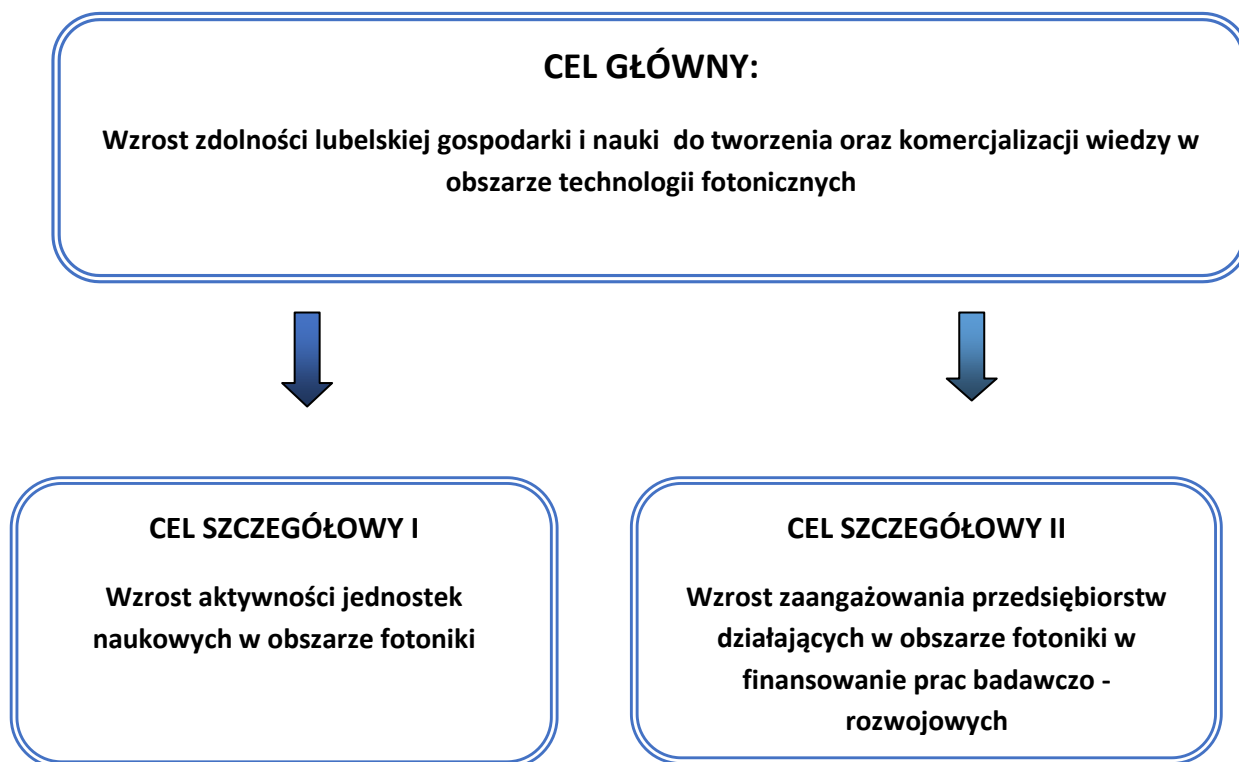 CEL GŁÓWNY:
Wzrost zdolności lubelskiej gospodarki i nauki  do tworzenia oraz komercjalizacji wiedzy w
obszarze technologii fotonicznych
CEL SZCZEGÓŁOWY I
Wzrost aktywności jednostek
naukowych w obszarze fotoniki
CEL SZCZEGÓŁOWY II
Wzrost zaangażowania przedsiębiorstw
działających w obszarze fotoniki w
finansowanie prac badawczo -
rozwojowych